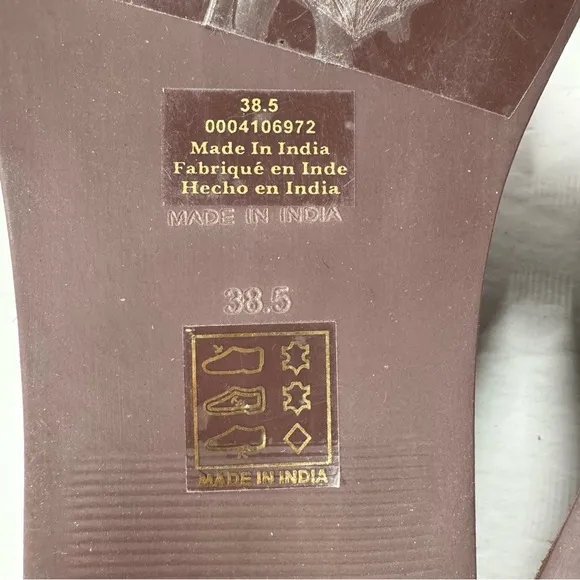 38.5
0004106972
Made In India
Fabriqué en Inde
Hecho en India
MADE IN INDIA
38.5
MADE IN INDIA